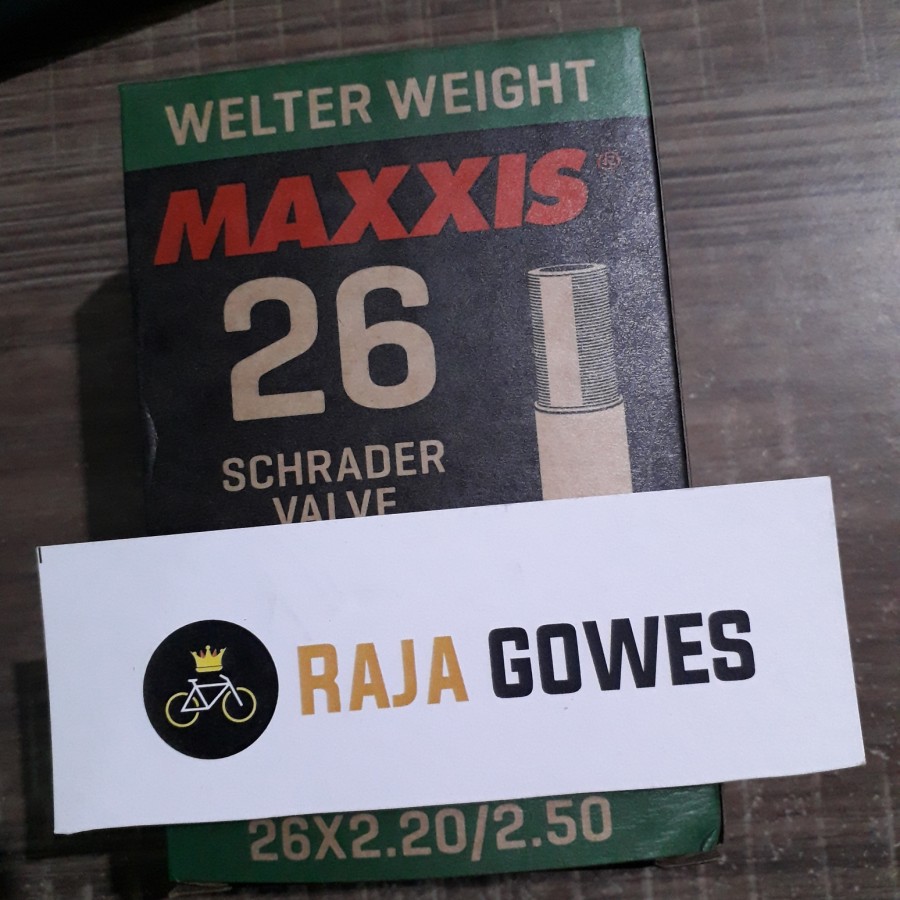 WELTER WEIGHT
MAXXIS®
26
SCHRADER
VALVE
RAJA GOWES
26X2.20/2.50